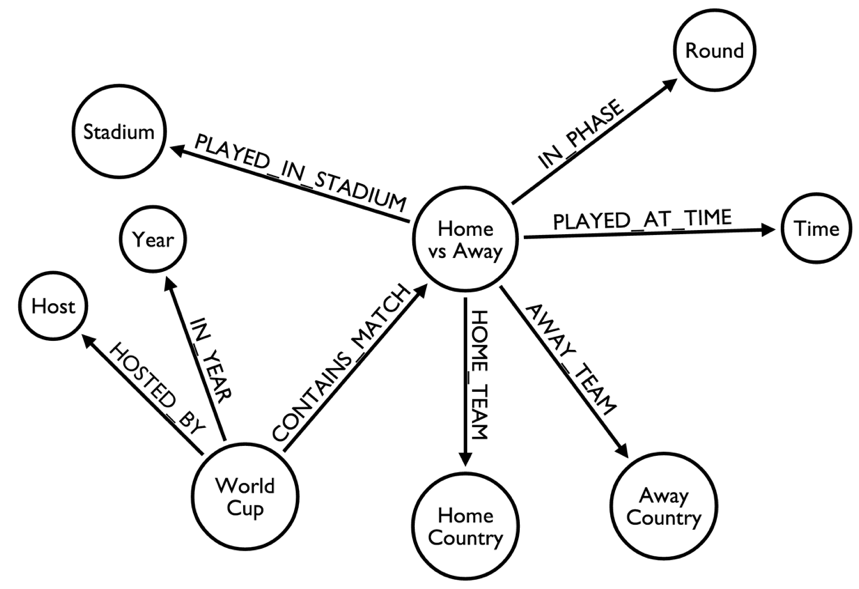 Round
Stadium
IN_PHASE
PLAYED_IN_STADIUM
Home
vs Away
PLAYED_AT_TIME
Time
Year
Host
IN_YEAR
HOSTED_BY
CONTAINS_MATCH
HOME_TEAM
AWAY_TEAM
World
Cup
Home
Country
Away
Country